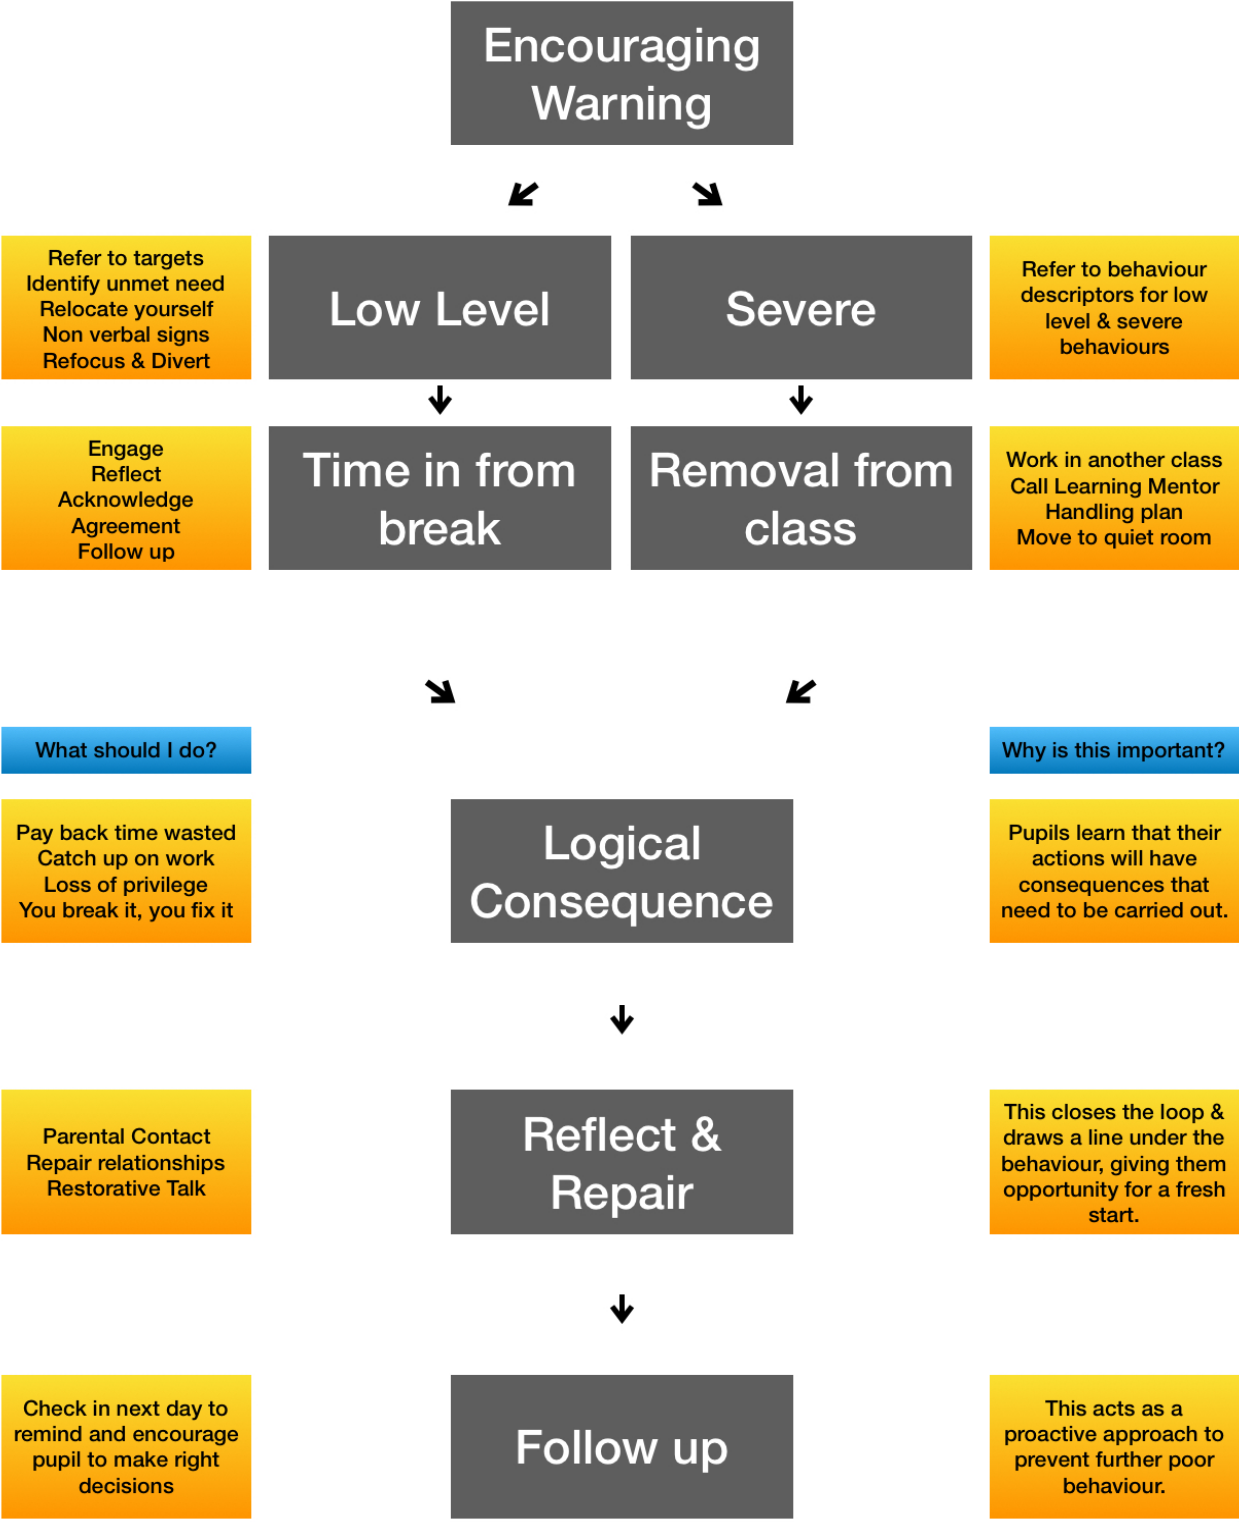 Encouraging
Warning
Refer to targets
Identify unmet need
Relocate yourself
Non verbal signs
Refocus & Divert
Low Level
Severe
Refer to behaviour
descriptors for low
level & severe
behaviours
Engage
Reflect
Acknowledge
Agreement
Follow up
Time in from
break
Removal from
class
Work in another class
Call Learning Mentor
Handling plan
Move to quiet room
What should I do?
Why is this important?
Pay back time wasted
Catch up on work
Loss of privilege
You break it, you fix it
Logical
Consequence
Pupils learn that their
actions will have
consequences that
need to be carried out.
Parental Contact
Repair relationships
Restorative Talk
Reflect &
Repair
This closes the loop &
draws a line under the
behaviour, giving them
opportunity for a fresh
start.
Check in next day to
remind and encourage
pupil to make right
decisions
Follow up
This acts as a
proactive approach to
prevent further poor
behaviour.